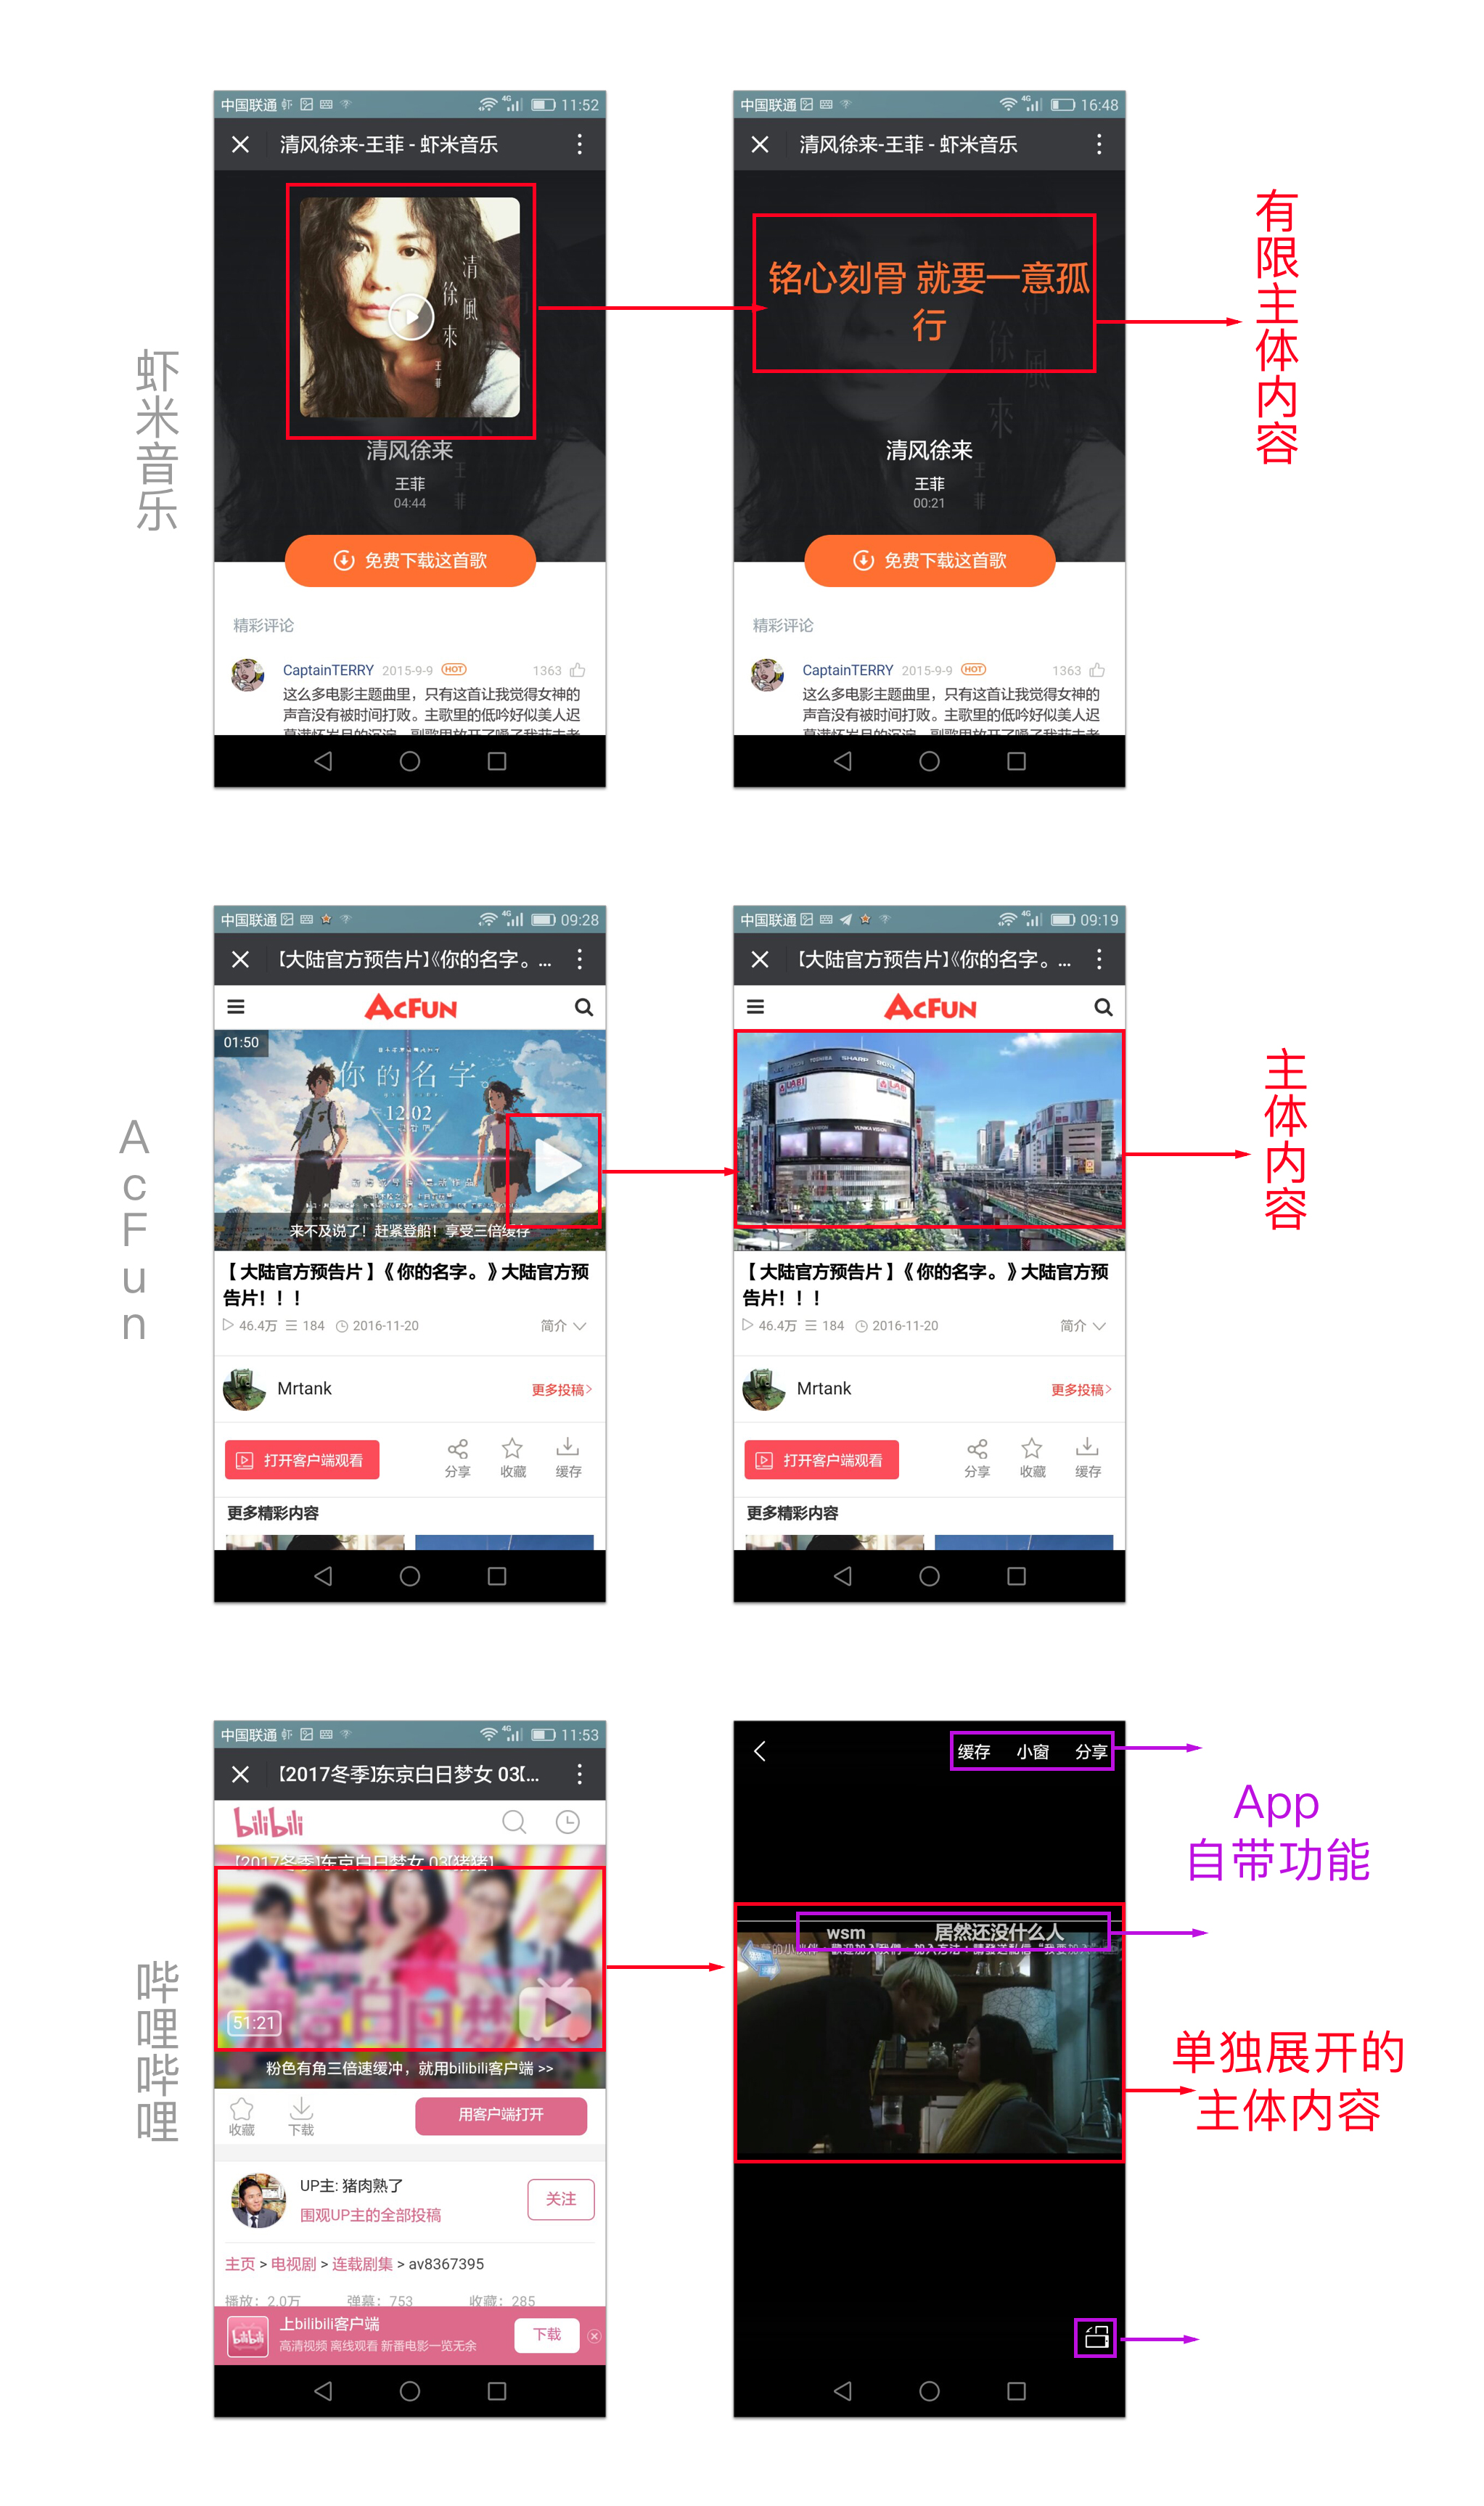 虾米音乐
中国联通 虾
4G
11:52
清风徐来-王菲 - 虾米音乐
清風
徐來
王菲
清风徐来
王菲
04:44
免费下载这首歌
精彩评论
CaptainTERRY 2015-9-9 HOT 1363
这么多电影主题曲里，只有这首让我觉得女神的
声音没有被时间打败。主歌里的低吟好似美人迟
中国联通
4G
16:48
清风徐来-王菲 - 虾米音乐
铭心刻骨 就要一意孤
行
清風
徐來
清风徐来
王菲
00:21
免费下载这首歌
精彩评论
CaptainTERRY 2015-9-9 HOT 1363
这么多电影主题曲里，只有这首让我觉得女神的
声音没有被时间打败。主歌里的低吟好似美人迟
有限主体内容
AcFun
中国联通
4G
09:28
【大陆官方预告片】《你的名字。...
ACFUN
01:50
你的名字。
12.02
来不及说了！赶紧登船！享受三倍缓存
【大陆官方预告片】《你的名字。》大陆官方预
告片！！！
46.4万 184 2016-11-20 简介
Mrtank 更多投稿>
打开客户端观看
分享 收藏 缓存
更多精彩内容
中国联通
4G
09:19
【大陆官方预告片】《你的名字。...
ACFUN
TOSHIBA SHARP
LABI LABI
YUNIKA VISION
【大陆官方预告片】《你的名字。》大陆官方预
告片！！！
46.4万 184 2016-11-20 简介
Mrtank 更多投稿>
打开客户端观看
分享 收藏 缓存
更多精彩内容
主体内容
哔哩哔哩
中国联通 虾
4G
11:53
【2017冬季】东京白日梦女 03【...
bilibili
【2017冬季】东京白日梦女 03【猪猪】
51:21
粉色有角三倍速缓冲，就用bilibili客户端 >>
收藏 下载
用客户端打开
UP主: 猪肉熟了
围观UP主的全部投稿
关注
主页 > 电视剧 > 连载剧集 > av8367395
播放：2.0万 弹幕：753 收藏：285
bilibili
上bilibili客户端
高清视频 离线观看 新番电影一览无余
下载
缓存 小窗 分享
wsm 居然还没什么人
App
自带功能
单独展开的
主体内容